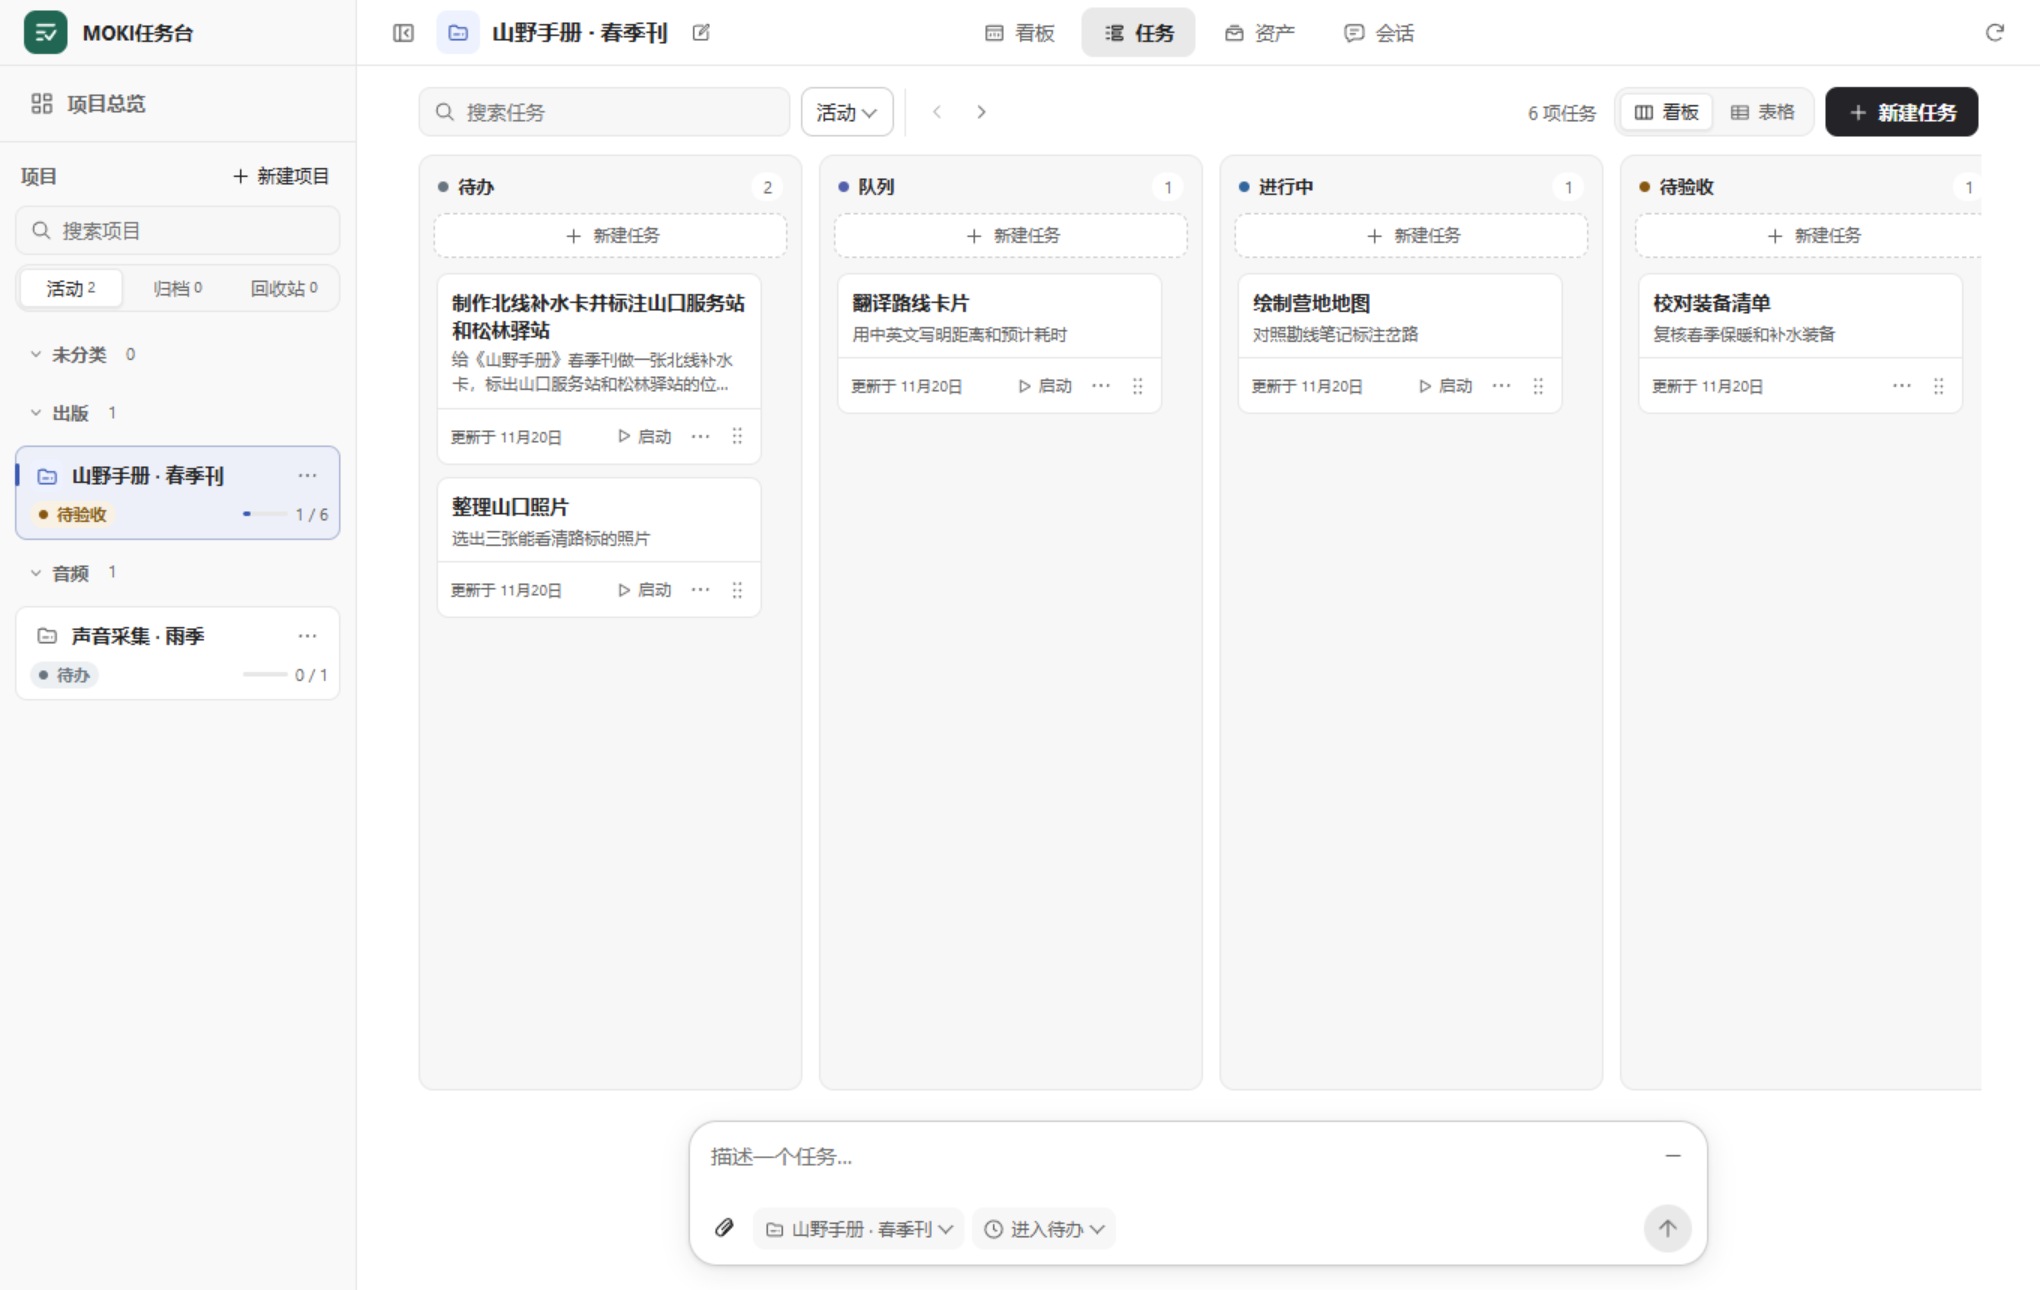 MOKI任务台
项目总览
项目
新建项目
搜索项目
活动 2
归档 0
回收站 0
未分类 0
出版 1
山野手册 · 春季刊
待验收
1 / 6
音频 1
声音采集 · 雨季
待办
0 / 1
山野手册 · 春季刊
看板
任务
资产
会话
搜索任务
活动
6 项任务
看板
表格
新建任务
待办 2
新建任务
制作北线补水卡并标注山口服务站
和松林驿站
给《山野手册》春季刊做一张北线补水
卡，标出山口服务站和松林驿站的位...
更新于 11月20日
启动
整理山口照片
选出三张能看清路标的照片
更新于 11月20日
启动
队列 1
新建任务
翻译路线卡片
用中英文写明距离和预计耗时
更新于 11月20日
启动
进行中 1
新建任务
绘制营地地图
对照勘线笔记标注岔路
更新于 11月20日
启动
待验收 1
新建任务
校对装备清单
复核春季保暖和补水装备
更新于 11月20日
描述一个任务...
山野手册 · 春季刊
进入待办